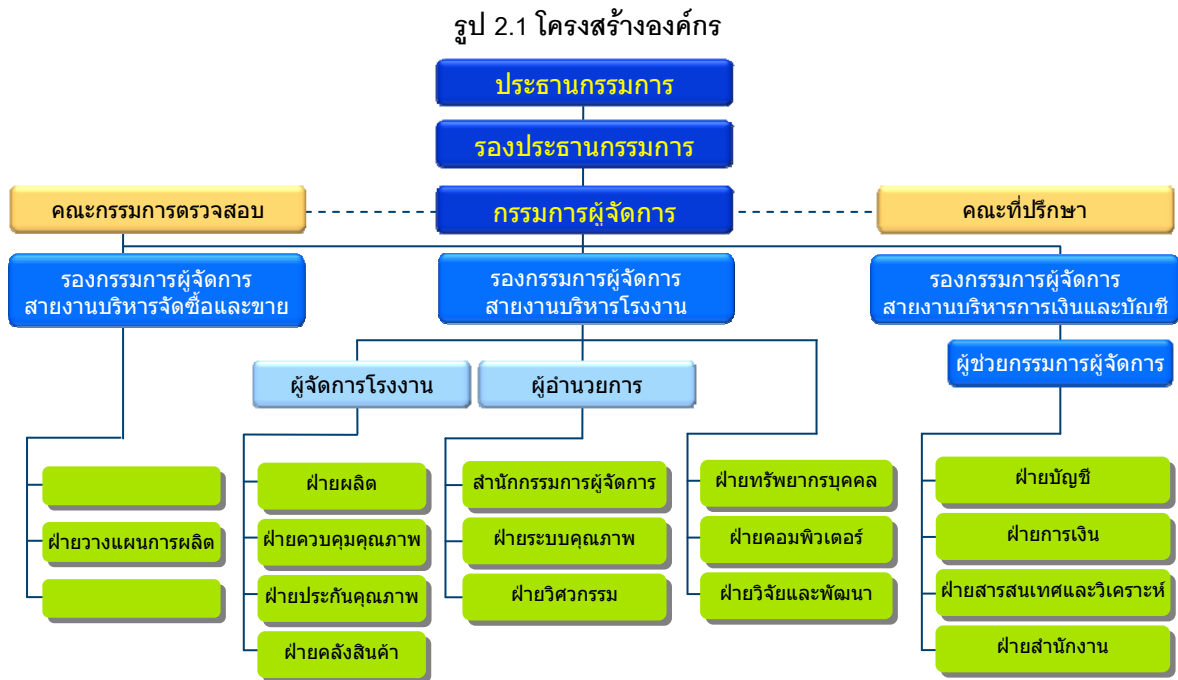 รูป 2.1 โครงสร้างองค์กร
ประธานกรรมการ
รองประธานกรรมการ
คณะกรรมการตรวจสอบ
กรรมการผู้จัดการ
คณะที่ปรึกษา
รองกรรมการผู้จัดการ
สายงานบริหารจัดซื้อและขาย
รองกรรมการผู้จัดการ
สายงานบริหารโรงงาน
รองกรรมการผู้จัดการ
สายงานบริหารการเงินและบัญชี
ผู้ช่วยกรรมการผู้จัดการ
ผู้จัดการโรงงาน
ผู้อำนวยการ
ฝ่ายวางแผนการผลิต
ฝ่ายผลิต
ฝ่ายควบคุมคุณภาพ
ฝ่ายประกันคุณภาพ
ฝ่ายคลังสินค้า
สำนักกรรมการผู้จัดการ
ฝ่ายระบบคุณภาพ
ฝ่ายวิศวกรรม
ฝ่ายทรัพยากรบุคคล
ฝ่ายคอมพิวเตอร์
ฝ่ายวิจัยและพัฒนา
ฝ่ายบัญชี
ฝ่ายการเงิน
ฝ่ายสารสนเทศและวิเคราะห์
ฝ่ายสำนักงาน